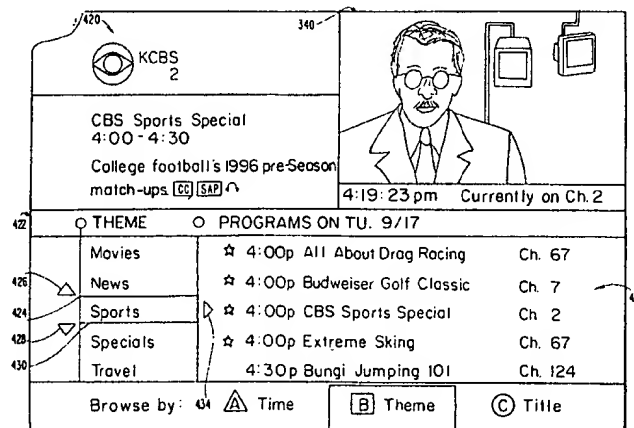 420
340
KCBS
2
CBS Sports Special
4:00-4:30
College football's 1996 pre-Season
match-ups. CC SAP
4:19:23 pm Currently on Ch. 2
422
THEME PROGRAMS ON TU. 9/17
Movies ☆ 4:00p All About Drag Racing Ch. 67
426
News ☆ 4:00p Budweiser Golf Classic Ch. 7
424
Sports ☆ 4:00p CBS Sports Special Ch 2
428
Specials ☆ 4:00p Extreme Sking Ch. 67
430
Travel 4:30p Bungi Jumping 101 Ch. 124
Browse by: 434 A Time B Theme C Title